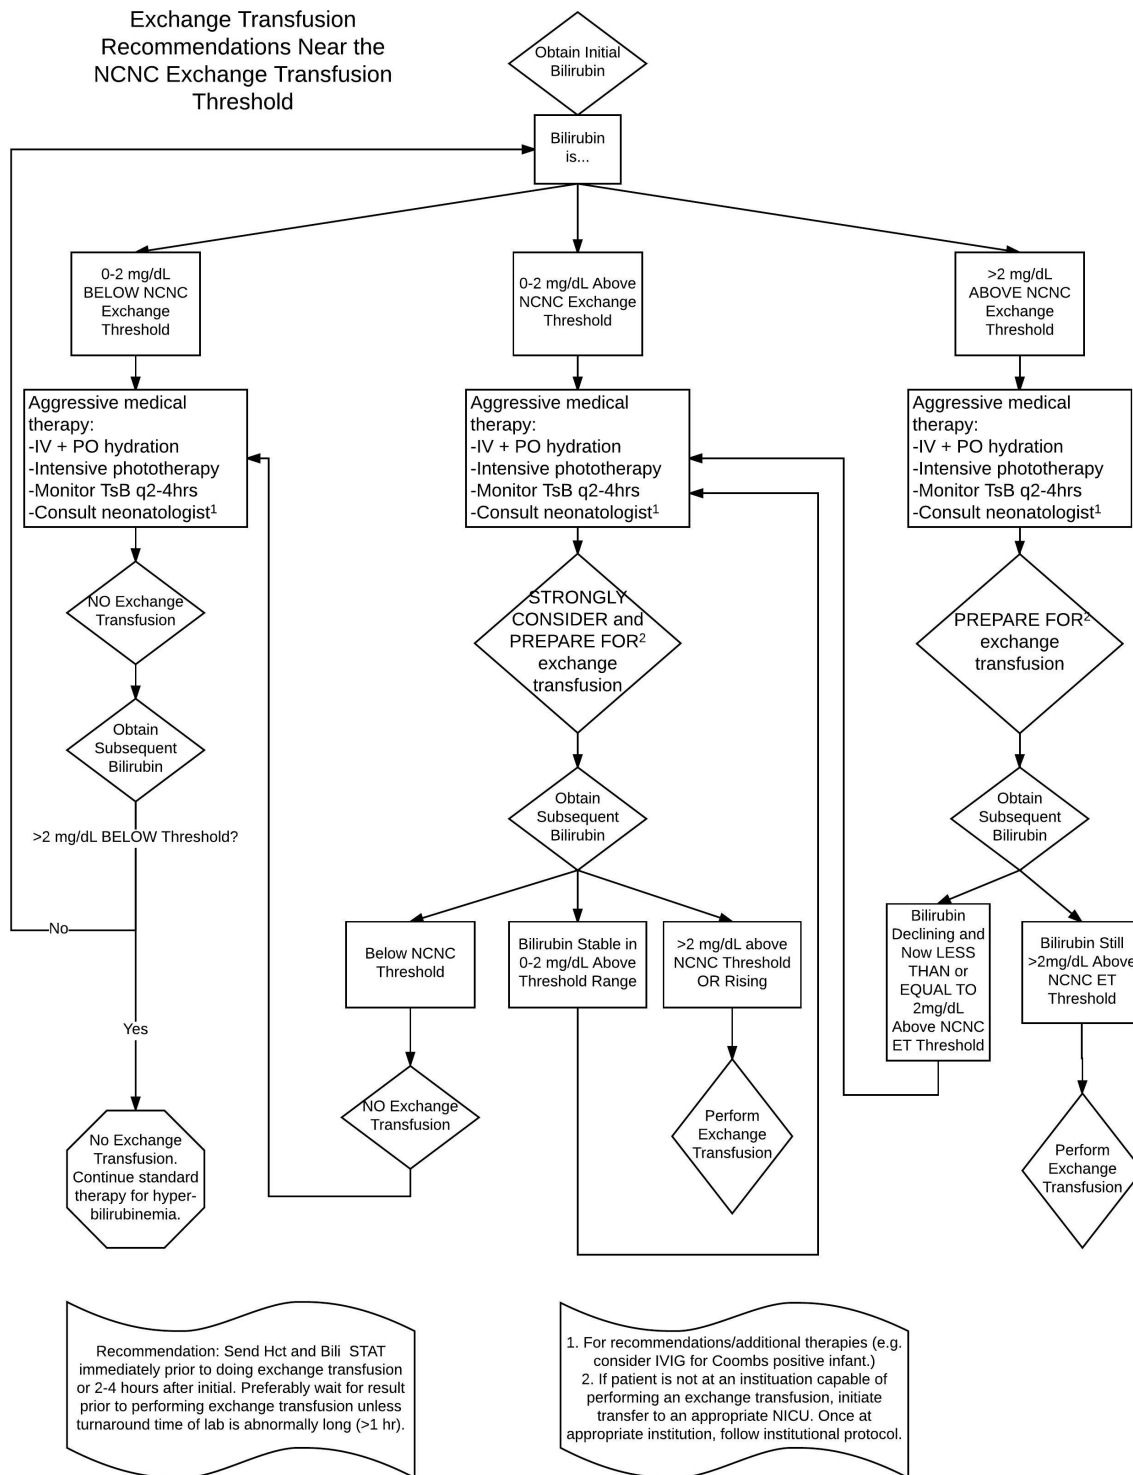 Exchange Transfusion
Recommendations Near the
NCNC Exchange Transfusion
Threshold
Obtain Initial
Bilirubin
Bilirubin
is...
0-2 mg/dL
BELOW NCNC
Exchange
Threshold
0-2 mg/dL Above
NCNC Exchange
Threshold
>2 mg/dL
ABOVE NCNC
Exchange
Threshold
Aggressive medical
therapy:
-IV + PO hydration
-Intensive phototherapy
-Monitor TsB q2-4hrs
-Consult neonatologist¹
Aggressive medical
therapy:
-IV + PO hydration
-Intensive phototherapy
-Monitor TsB q2-4hrs
-Consult neonatologist¹
Aggressive medical
therapy:
-IV + PO hydration
-Intensive phototherapy
-Monitor TsB q2-4hrs
-Consult neonatologist¹
NO Exchange
Transfusion
STRONGLY
CONSIDER and
PREPARE FOR²
exchange
transfusion
PREPARE FOR²
exchange
transfusion
Obtain
Subsequent
Bilirubin
Obtain
Subsequent
Bilirubin
Obtain
Subsequent
Bilirubin
>2 mg/dL BELOW Threshold?
No
Yes
Below NCNC
Threshold
Bilirubin Stable in
0-2 mg/dL Above
Threshold Range
>2 mg/dL above
NCNC Threshold
OR Rising
Bilirubin
Declining and
Now LESS
THAN or
EQUAL TO
2mg/dL
Above NCNC
ET Threshold
Bilirubin Still
>2mg/dL Above
NCNC ET
Threshold
NO Exchange
Transfusion
Perform
Exchange
Transfusion
Perform
Exchange
Transfusion
No Exchange
Transfusion.
Continue standard
therapy for hyper-
bilirubinemia.
Recommendation: Send Hct and Bili STAT
immediately prior to doing exchange transfusion
or 2-4 hours after initial. Preferably wait for result
prior to performing exchange transfusion unless
turnaround time of lab is abnormally long (>1 hr).
1. For recommendations/additional therapies (e.g.
consider IVIG for Coombs positive infant.)
2. If patient is not at an instituation capable of
performing an exchange transfusion, initiate
transfer to an appropriate NICU. Once at
appropriate institution, follow institutional protocol.